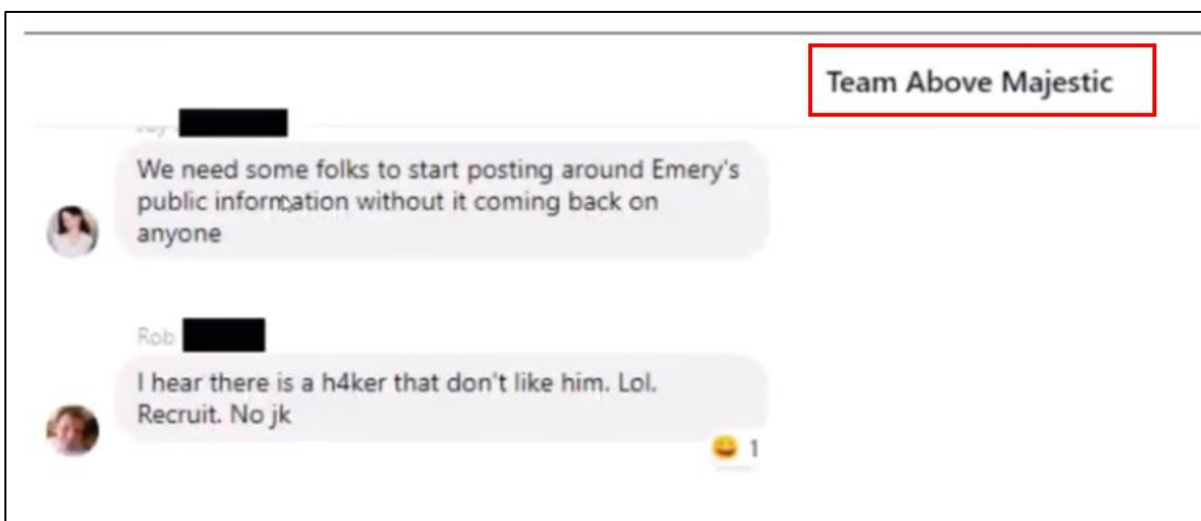 Team Above Majestic
We need some folks to start posting around Emery's
public information without it coming back on
anyone
Rob
I hear there is a h4ker that don't like him. Lol.
Recruit. No jk
1